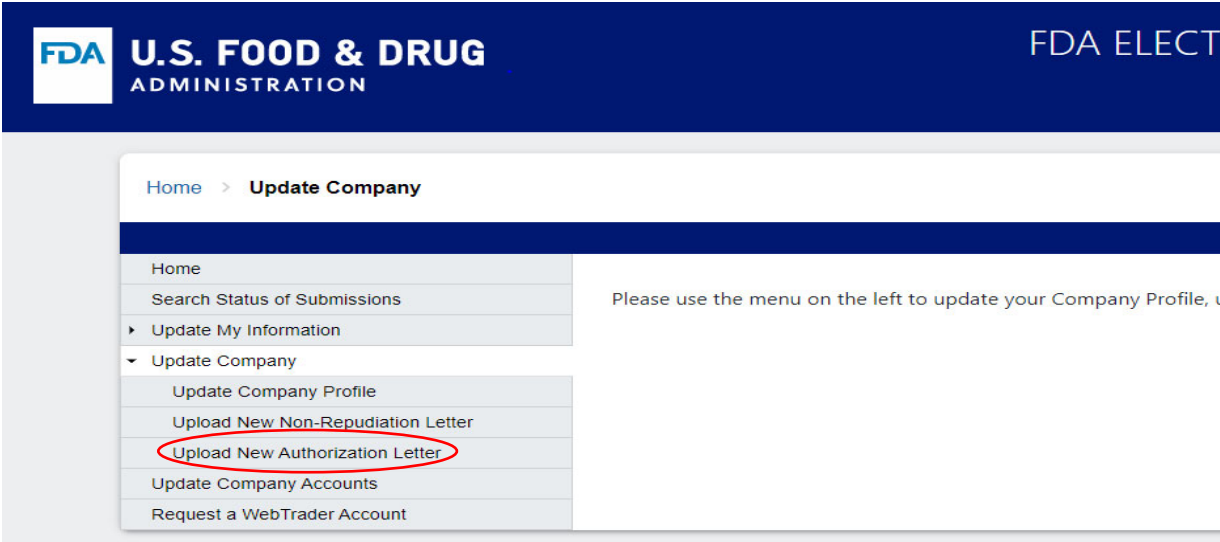 FDA
U.S. FOOD & DRUG
ADMINISTRATION
FDA ELECT
Home > Update Company
Home
Search Status of Submissions
Please use the menu on the left to update your Company Profile,
Update My Information
Update Company
Update Company Profile
Upload New Non-Repudiation Letter
Upload New Authorization Letter
Update Company Accounts
Request a WebTrader Account